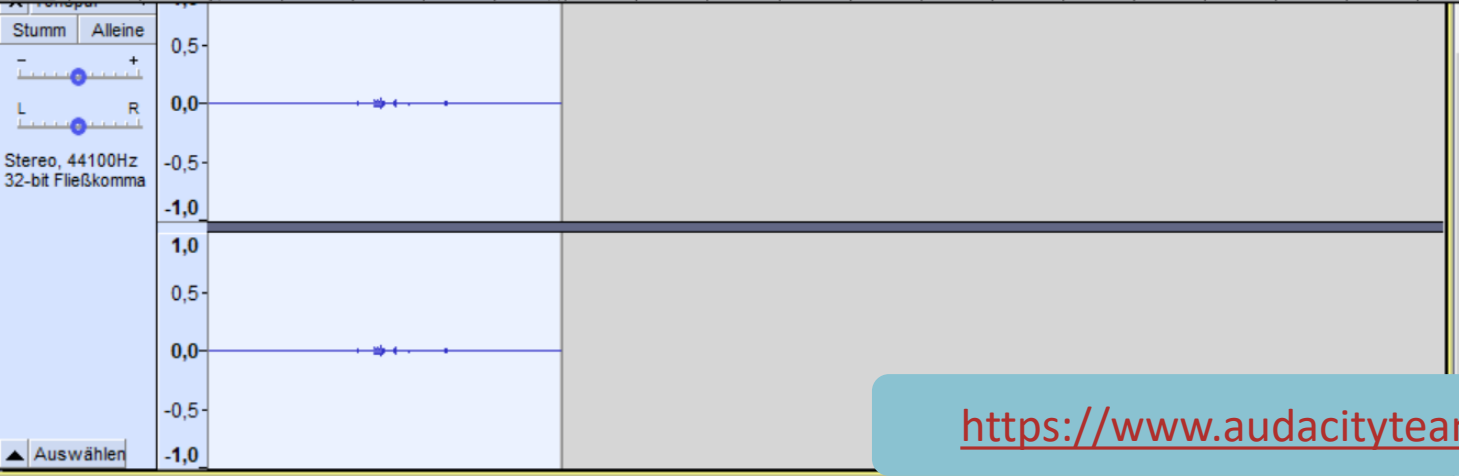 Stumm Alleine
0,5
- +
L R
0,0
Stereo, 44100Hz
32-bit Fließkomma
-0,5
-1,0
1,0
0,5
0,0
-0,5
https://www.audacitytea
Auswählen
-1,0